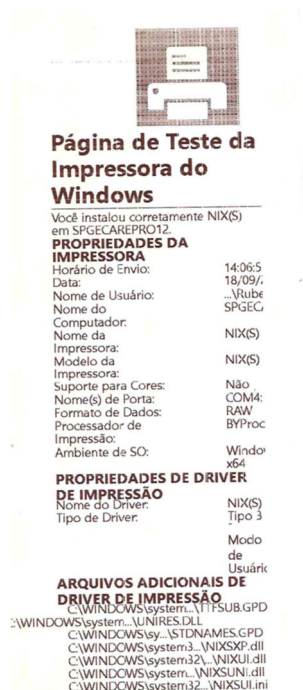 Página de Teste da
Impressora do
Windows
Você instalou corretamente NIX(S)
em SPGECAREPRO12.
PROPRIEDADES DA
IMPRESSORA
Horário de Envio: 14:06:5
Data: 18/09/
Nome de Usuário: ...\Rube
Nome do SPGEC
Computador:
Nome da NIX(S)
Impressora:
Modelo da NIX(S)
Impressora:
Suporte para Cores: Não
Nome(s) de Porta: COM4:
Formato de Dados: RAW
Processador de BYProc
Impressão:
Ambiente de SO: Windo
x64
PROPRIEDADES DE DRIVER
DE IMPRESSÃO
Nome do Driver: NIX(S)
Tipo de Driver: Tipo 3
Modo
de
Usuári
ARQUIVOS ADICIONAIS DE
DRIVER DE IMPRESSÃO
C:\WINDOWS\system...\TTFSUB.GPD
:\WINDOWS\system...\UNIRES.DLL
C:\WINDOWS\sy...\STDNAMES.GPD
C:\WINDOWS\system3...\NIXSXP.dll
C:\WINDOWS\system32\...\NIXUI.dll
C:\WINDOWS\system...\NIXSUNi.dll
C:\WINDOWS\system32...\NIXSUI.ini